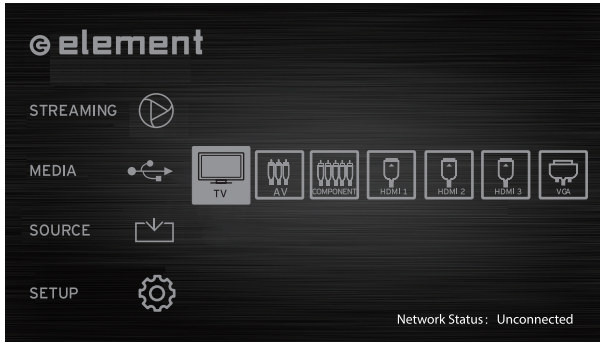 element
STREAMING
MEDIA
TV
AV
COMPONENT
HDMI 1
HDMI 2
HDMI 3
VGA
SOURCE
SETUP
Network Status: Unconnected